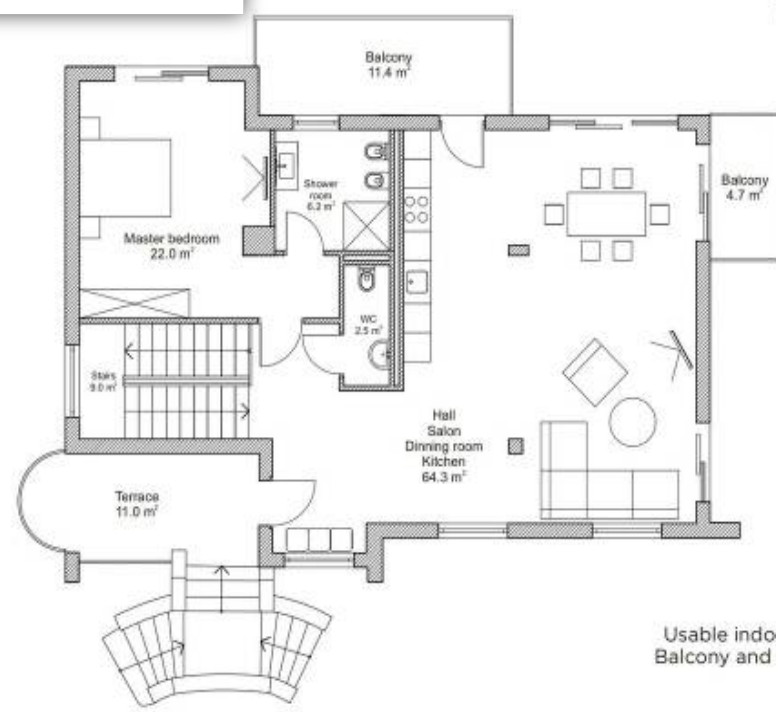 Balcony
11.4 m²
Balcony
4.7 m²
Shower
room
6.2 m²
Master bedroom
22.0 m²
WC
2.5 m²
Stairs
9.0 m²
Hall
Salon
Dinning room
Kitchen
64.3 m²
Terrace
11.0 m²
Usable indo
Balcony and